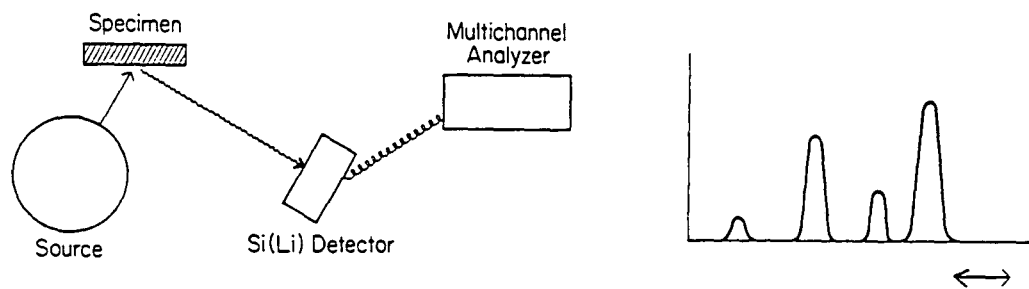 Specimen
Multichannel
Analyzer
Source
Si(Li) Detector